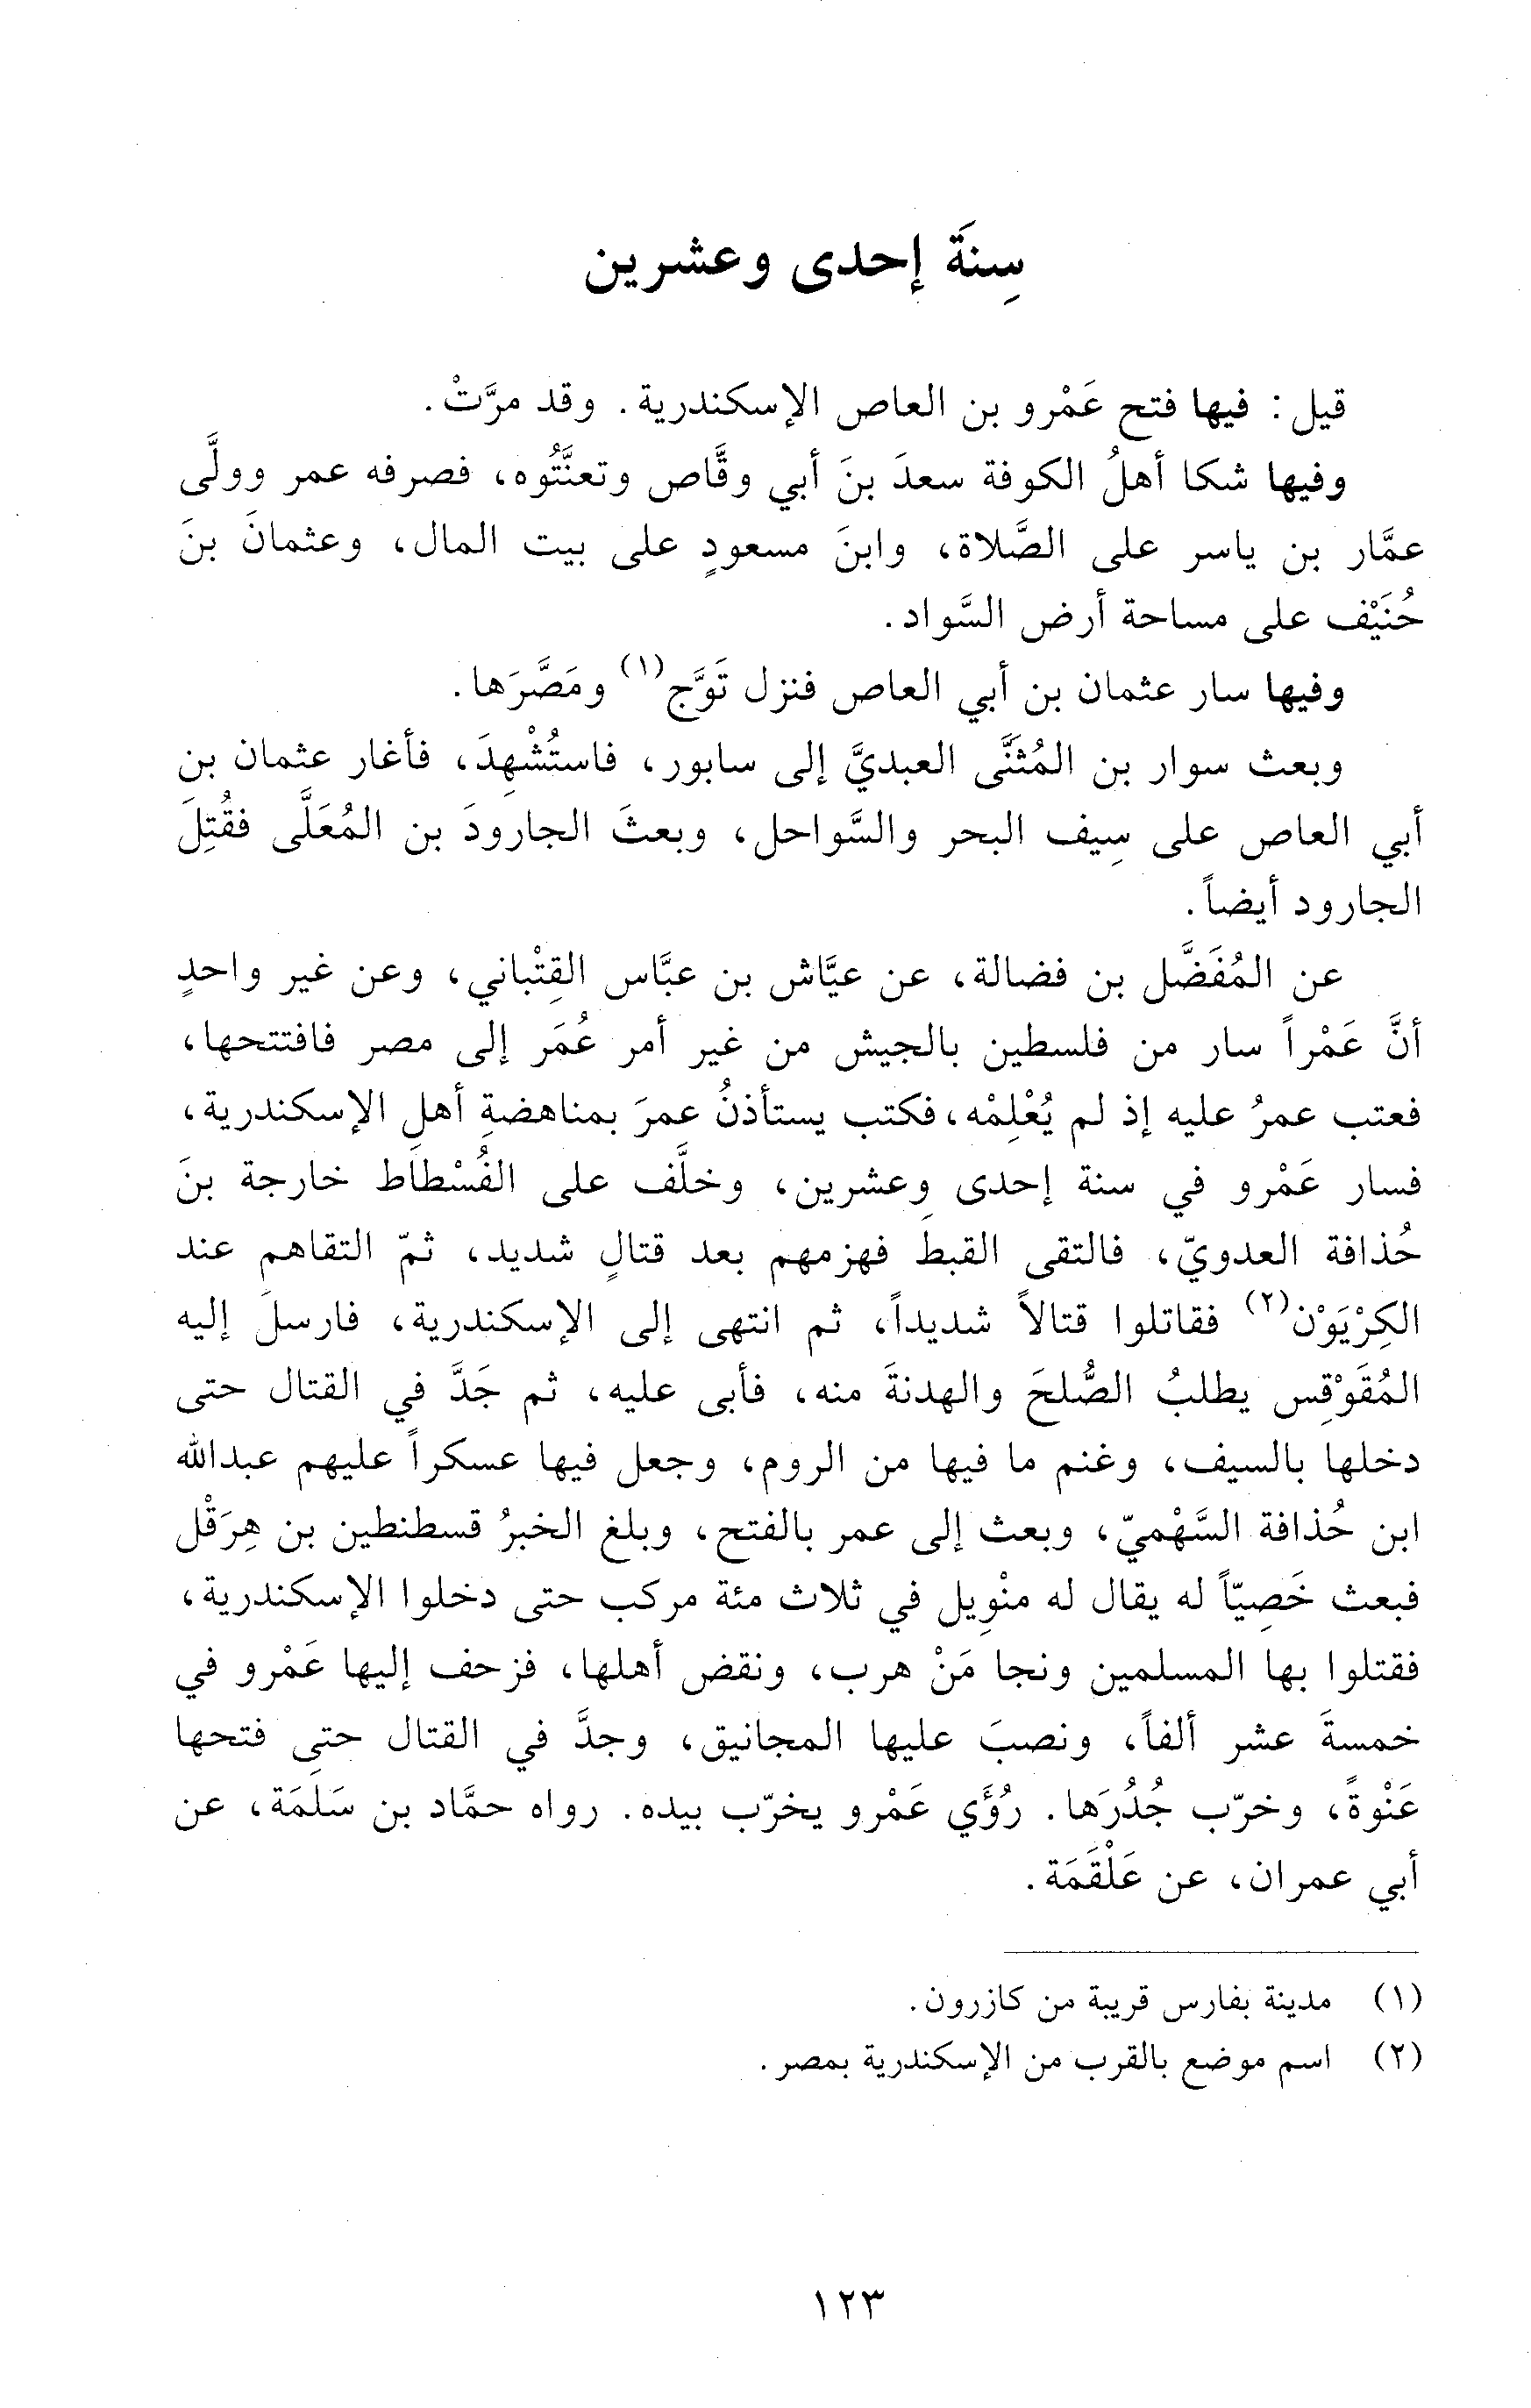 سِنَة إحدى وعشرين
قيل: فيها فتح عَمْرو بن العاص الإسكندرية. وقد مرَّتْ.
وفيها شكا أهلُ الكوفة سعدَ بنَ أبي وقَّاص وتعنَّتُوه، فصرفه عمر وولَّى
عمَّار بن ياسر على الصَّلاة، وابنَ مسعودٍ على بيت المال، وعثمانَ بنَ
حُنَيْف على مساحة أرض السَّواد.
وفيها سار عثمان بن أبي العاص فنزل تَوَّج(١) ومَصَّرَها.
وبعث سوار بن المُثَنَّى العبديَّ إلى سابور، فاستُشْهِدَ، فأغار عثمان بن
أبي العاص على سِيف البحر والسَّواحل، وبعثَ الجارودَ بن المُعَلَّى فقُتِلَ
الجارود أيضاً.
عن المُفَضَّل بن فضالة، عن عيَّاش بن عبَّاس القِتْباني، وعن غير واحدٍ
أنَّ عَمْراً سار من فلسطين بالجيش من غير أمر عُمَر إلى مصر فافتتحها،
فعتب عمرُ عليه إذ لم يُعْلِمْه، فكتب يستأذنُ عمرَ بمناهضةِ أهلِ الإسكندرية،
فسار عَمْرو في سنة إحدى وعشرين، وخلَّف على الفُسْطاط خارجة بنَ
حُذافة العدويّ، فالتقى القبطَ فهزمهم بعد قتالٍ شديد، ثمّ التقاهم عند
الكِرْيَوْن(٢) فقاتلوا قتالاً شديداً، ثم انتهى إلى الإسكندرية، فارسلَ إليه
المُقَوْقِس يطلبُ الصُّلحَ والهدنةَ منه، فأبى عليه، ثم جَدَّ في القتال حتى
دخلها بالسيف، وغنم ما فيها من الروم، وجعل فيها عسكراً عليهم عبدالله
ابن حُذافة السَّهْميّ، وبعث إلى عمر بالفتح، وبلغ الخبرُ قسطنطين بن هِرَقْل
فبعث خَصِيّاً له يقال له منْوِيل في ثلاث مئة مركب حتى دخلوا الإسكندرية،
فقتلوا بها المسلمين ونجا مَنْ هرب، ونقض أهلها، فزحف إليها عَمْرو في
خمسةَ عشر ألفاً، ونصبَ عليها المجانيق، وجدَّ في القتال حتى فتحها
عَنْوةً، وخرّب جُدُرَها. رُؤَي عَمْرو يخرّب بيده. رواه حمَّاد بن سَلَمَة، عن
أبي عمران، عن عَلْقَمَة.
(١) مدينة بفارس قريبة من كازرون.
(٢) اسم موضع بالقرب من الإسكندرية بمصر.
١٢٣